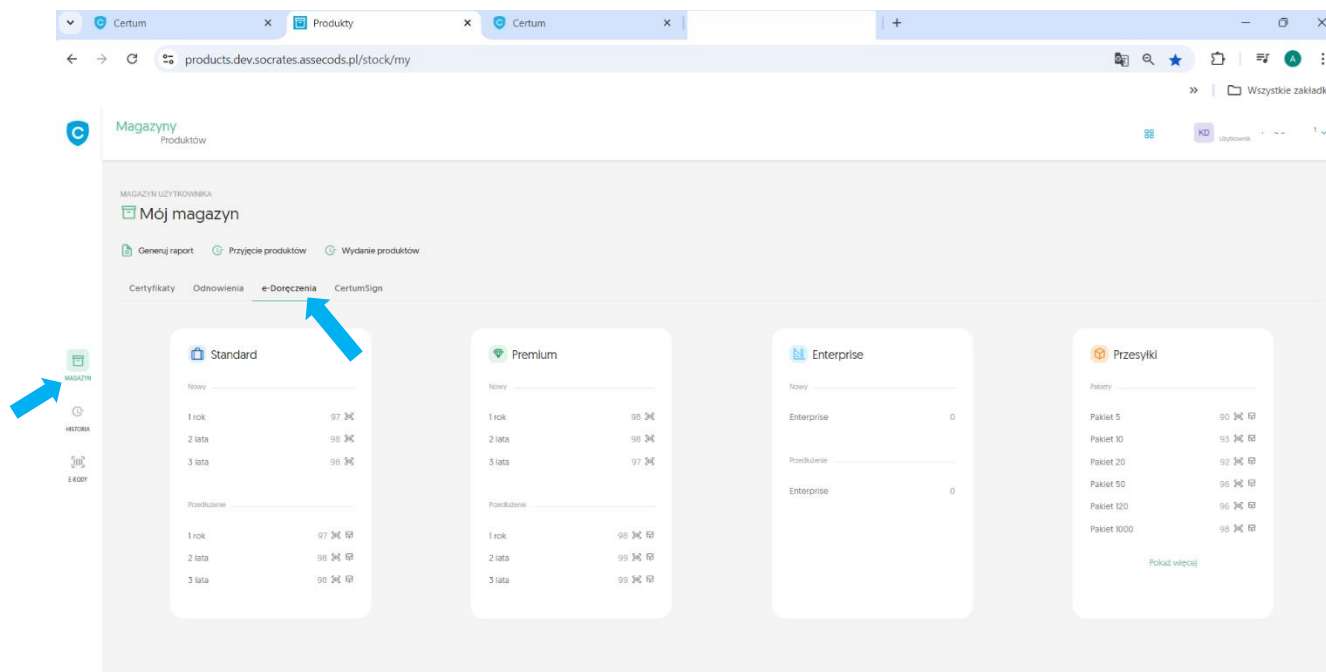 Certum
Produkty
Certum
products.dev.socrates.assecods.pl/stock/my
A
» Wszystkie zakładk
Magazyny
Produktów
KD
Użytkownik
MAGAZYN UŻYTKOWNIKA
Mój magazyn
Generuj raport Przyjęcie produktów Wydanie produktów
Certyfikaty Odnowienia e-Doręczenia CertumSign
MAGAZYN
HISTORIA
E-KODY
Standard
Nowy
1 rok 97
2 lata 98
3 lata 98
Przedłużenie
1 rok 97
2 lata 98
3 lata 98
Premium
Nowy
1 rok 98
2 lata 98
3 lata 97
Przedłużenie
1 rok 98
2 lata 99
3 lata 99
Enterprise
Nowy
Enterprise 0
Przedłużenie
Enterprise 0
Przesyłki
Pakiety
Pakiet 5 90
Pakiet 10 93
Pakiet 20 92
Pakiet 50 96
Pakiet 120 96
Pakiet 1000 98
Pokaż więcej